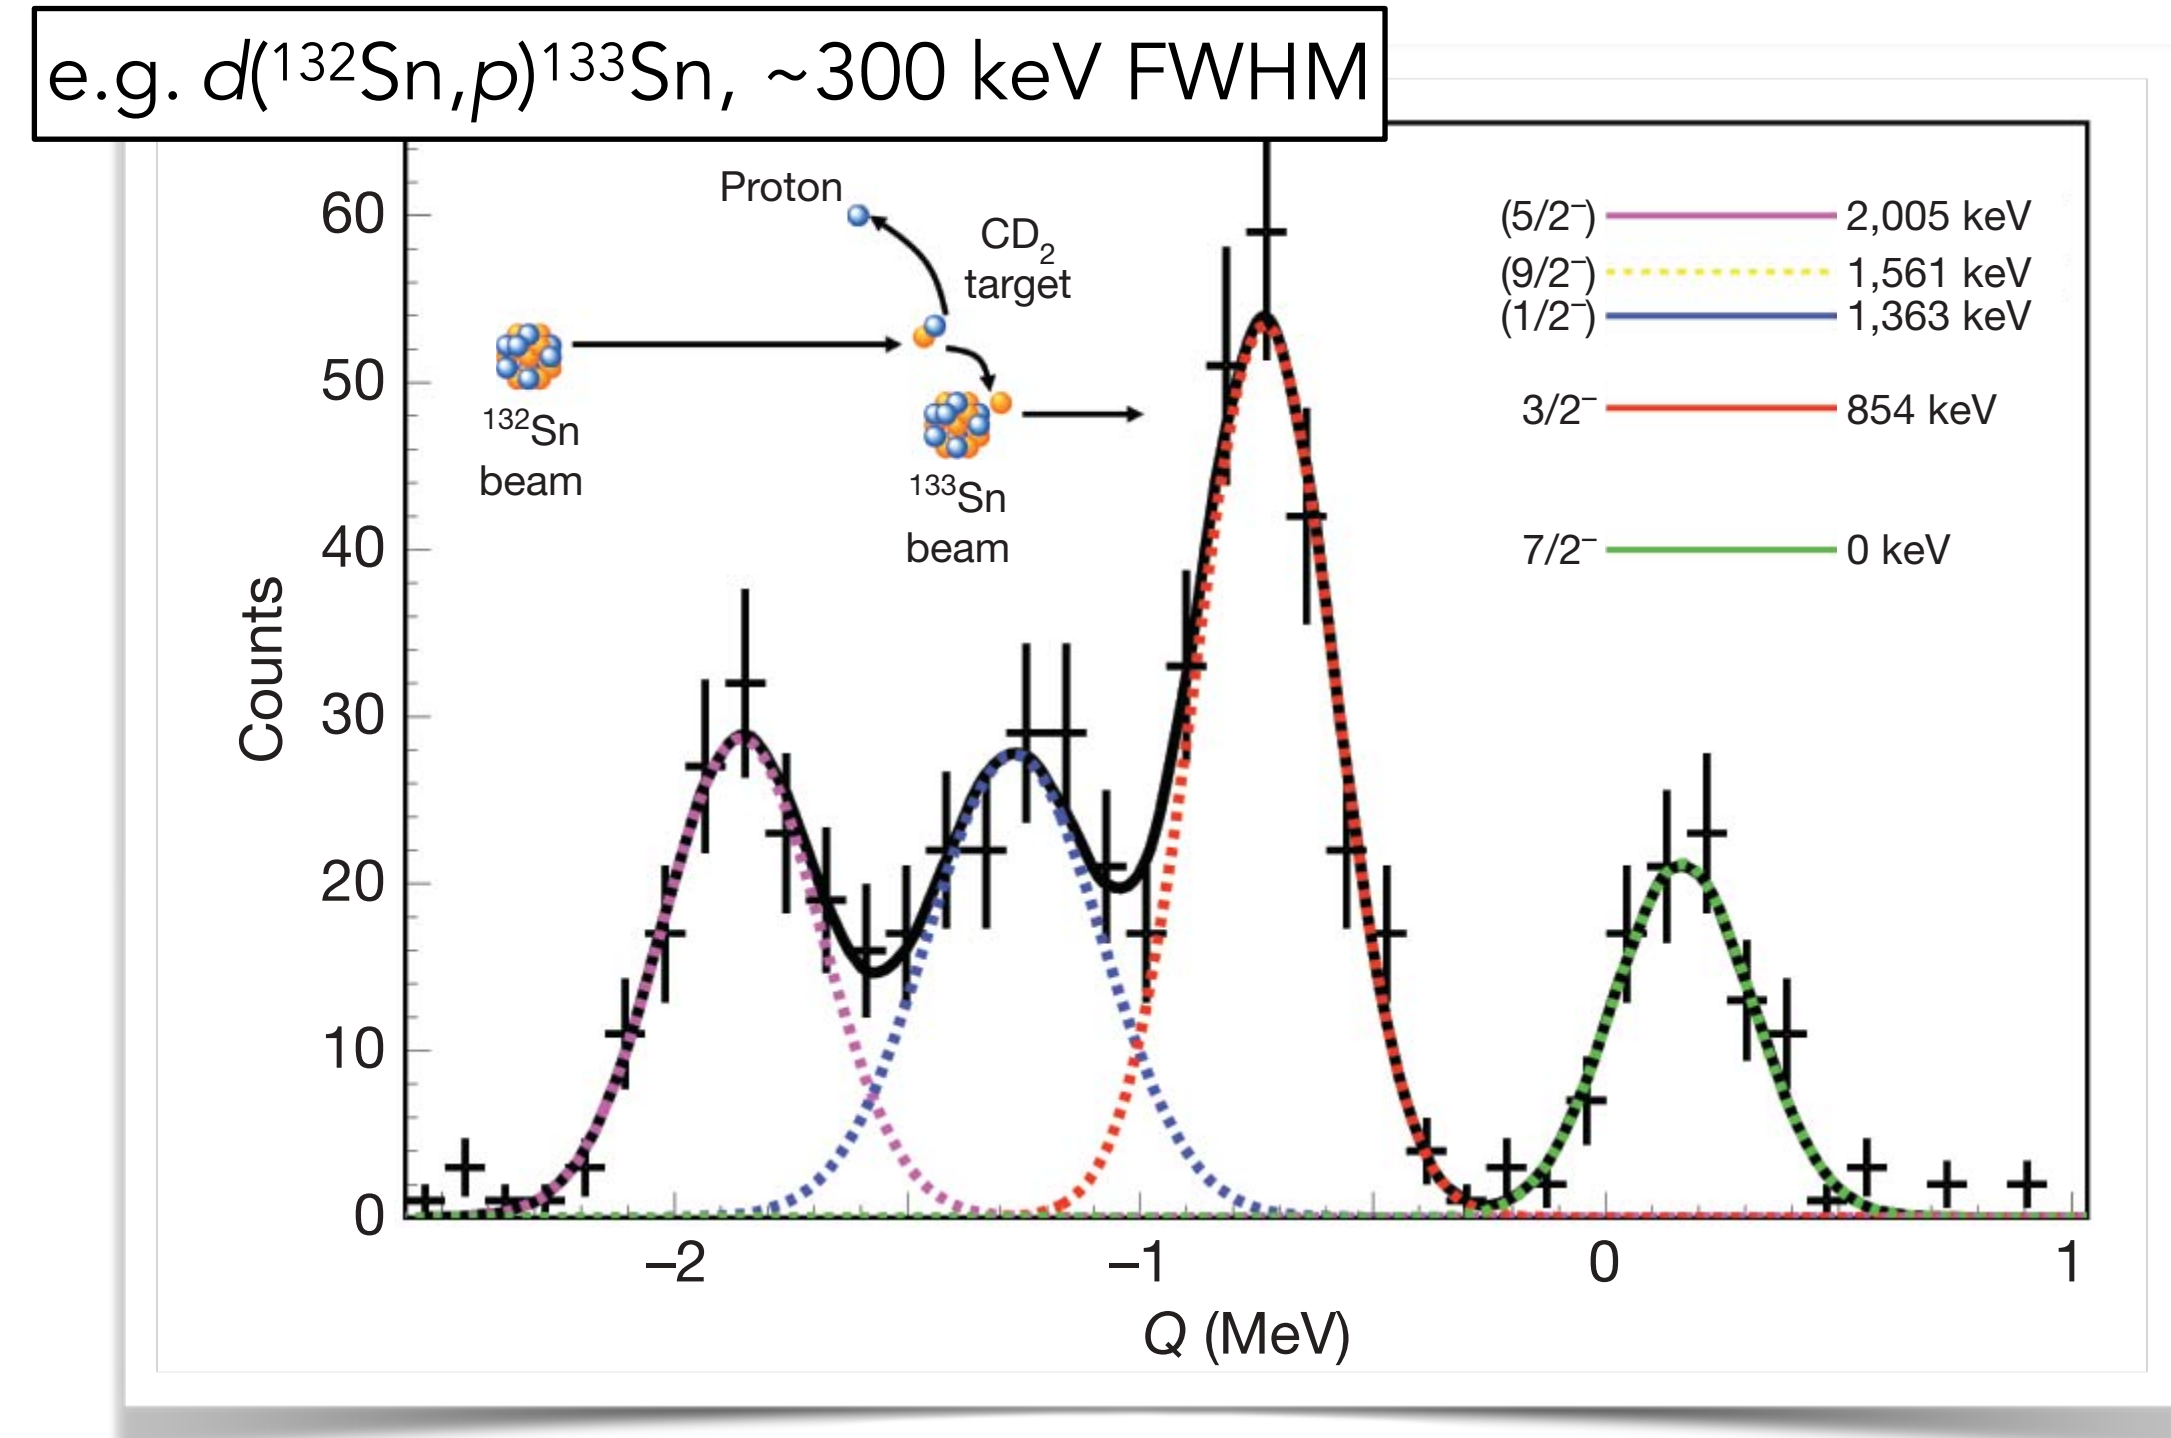 e.g. d(¹³²Sn,p)¹³³Sn, ~300 keV FWHM
Proton
CD₂
target
¹³²Sn
beam
¹³³Sn
beam
(5/2⁻) 2,005 keV
(9/2⁻) 1,561 keV
(1/2⁻) 1,363 keV
3/2⁻ 854 keV
7/2⁻ 0 keV
Counts
60
50
40
30
20
10
0
–2 –1 0 1
Q (MeV)